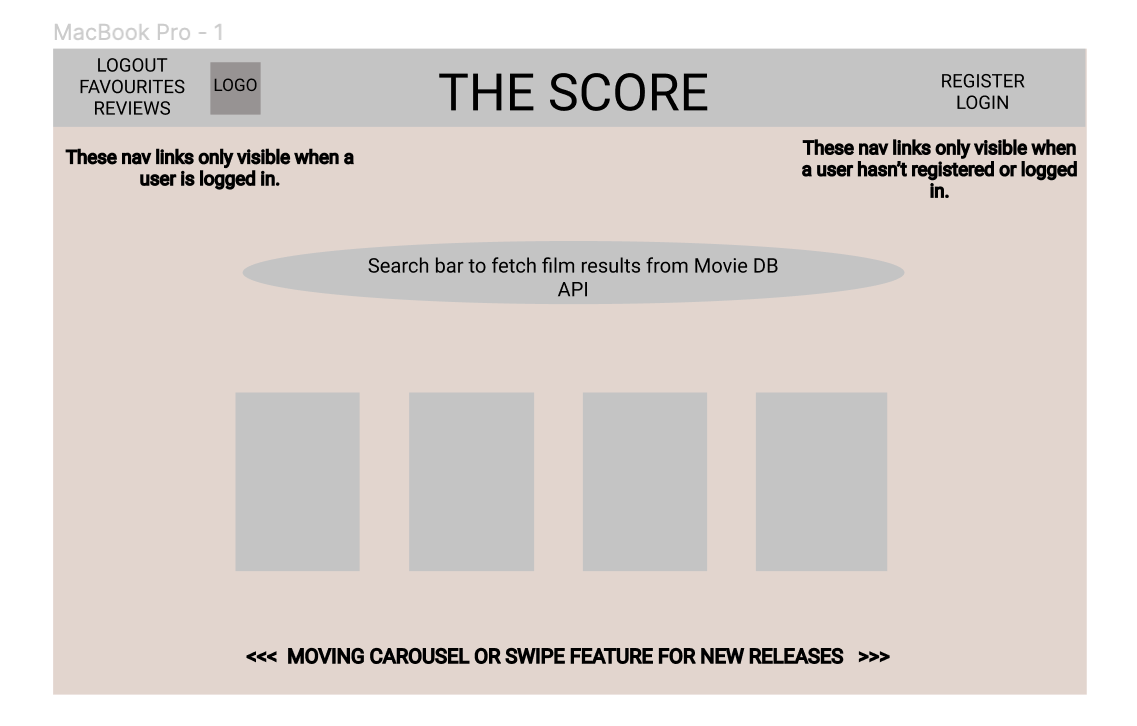 MacBook Pro - 1
LOGOUT
FAVOURITES
REVIEWS
LOGO
THE SCORE
REGISTER
LOGIN
These nav links only visible when a
user is logged in.
These nav links only visible when
a user hasn't registered or logged
in.
Search bar to fetch film results from Movie DB
API
<<< MOVING CAROUSEL OR SWIPE FEATURE FOR NEW RELEASES >>>